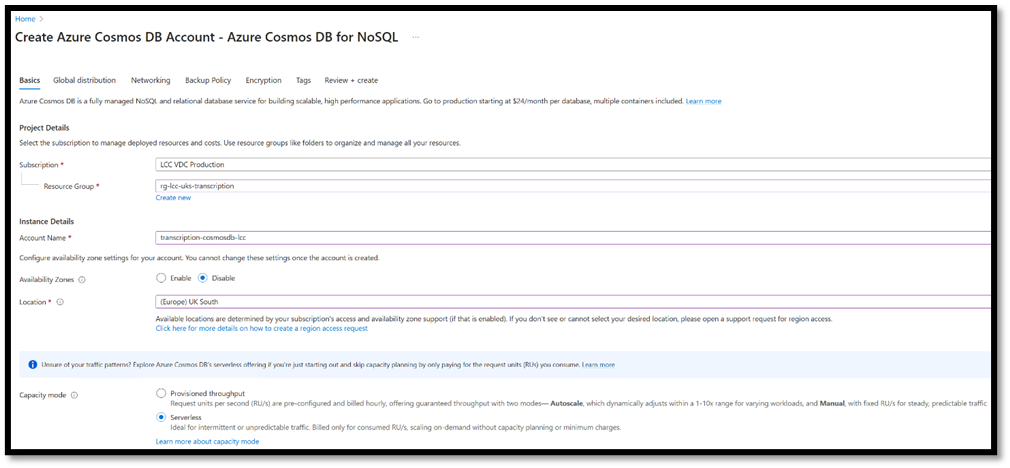 Home >
Create Azure Cosmos DB Account - Azure Cosmos DB for NoSQL ...
Basics Global distribution Networking Backup Policy Encryption Tags Review + create
Azure Cosmos DB is a fully managed NoSQL and relational database service for building scalable, high performance applications. Go to production starting at $24/month per database, multiple containers included. Learn more
Project Details
Select the subscription to manage deployed resources and costs. Use resource groups like folders to organize and manage all your resources.
Subscription * LCC VDC Production
Resource Group * rg-lcc-uks-transcription
Create new
Instance Details
Account Name * transcription-cosmosdb-lcc
Configure availability zone settings for your account. You cannot change these settings once the account is created.
Availability Zones Enable Disable
Location * (Europe) UK South
Available locations are determined by your subscription's access and availability zone support (if that is enabled). If you don't see or cannot select your desired location, please open a support request for region access.
Click here for more details on how to create a region access request
Unsure of your traffic patterns? Explore Azure Cosmos DB's serverless offering if you're just starting out and skip capacity planning by only paying for the request units (RUs) you consume. Learn more
Capacity mode Provisioned throughput
Request units per second (RU/s) are pre-configured and billed hourly, offering guaranteed throughput with two modes— Autoscale, which dynamically adjusts within a 1-10x range for varying workloads, and Manual, with fixed RU/s for steady, predictable traffic
Serverless
Ideal for intermittent or unpredictable traffic. Billed only for consumed RU/s, scaling on-demand without capacity planning or minimum charges.
Learn more about capacity mode